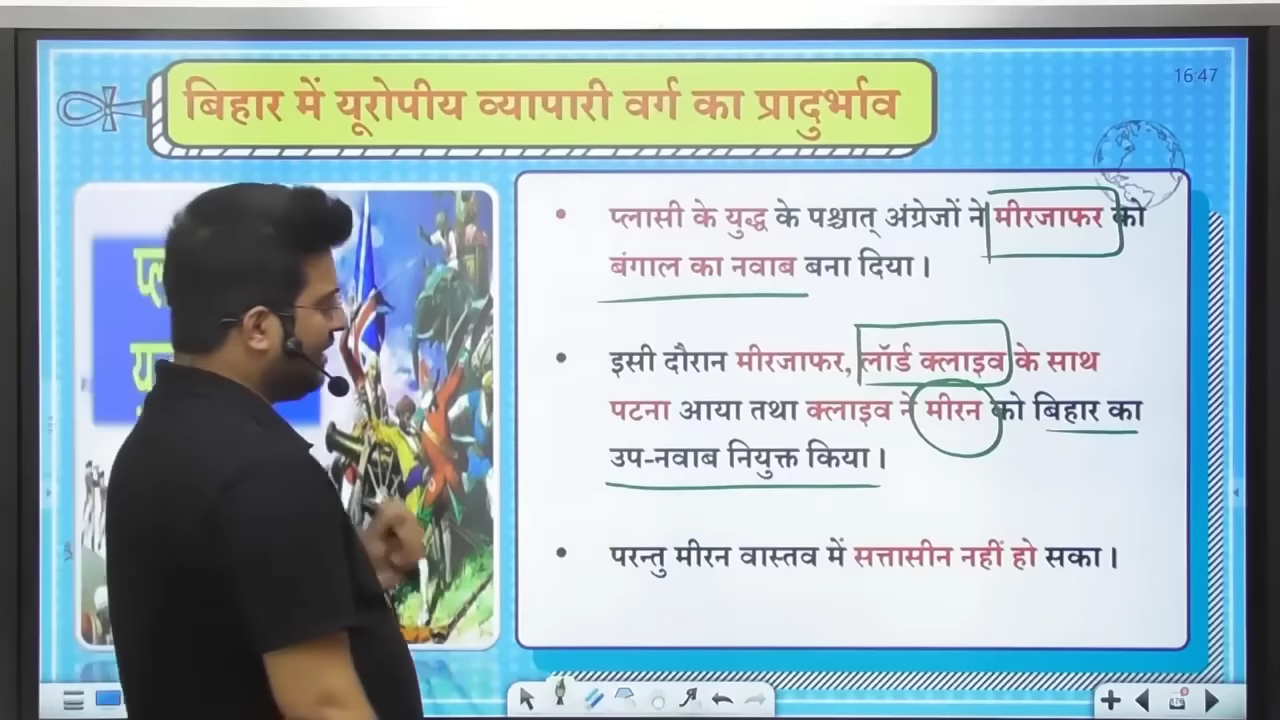 बिहार में यूरोपीय व्यापारी वर्ग का प्रादुर्भाव
16:47
• प्लासी के युद्ध के पश्चात् अंग्रेजों ने मीरजाफर को
बंगाल का नवाब बना दिया।
• इसी दौरान मीरजाफर, लॉर्ड क्लाइव के साथ
पटना आया तथा क्लाइव ने मीरन को बिहार का
उप-नवाब नियुक्त किया।
• परन्तु मीरन वास्तव में सत्तासीन नहीं हो सका।